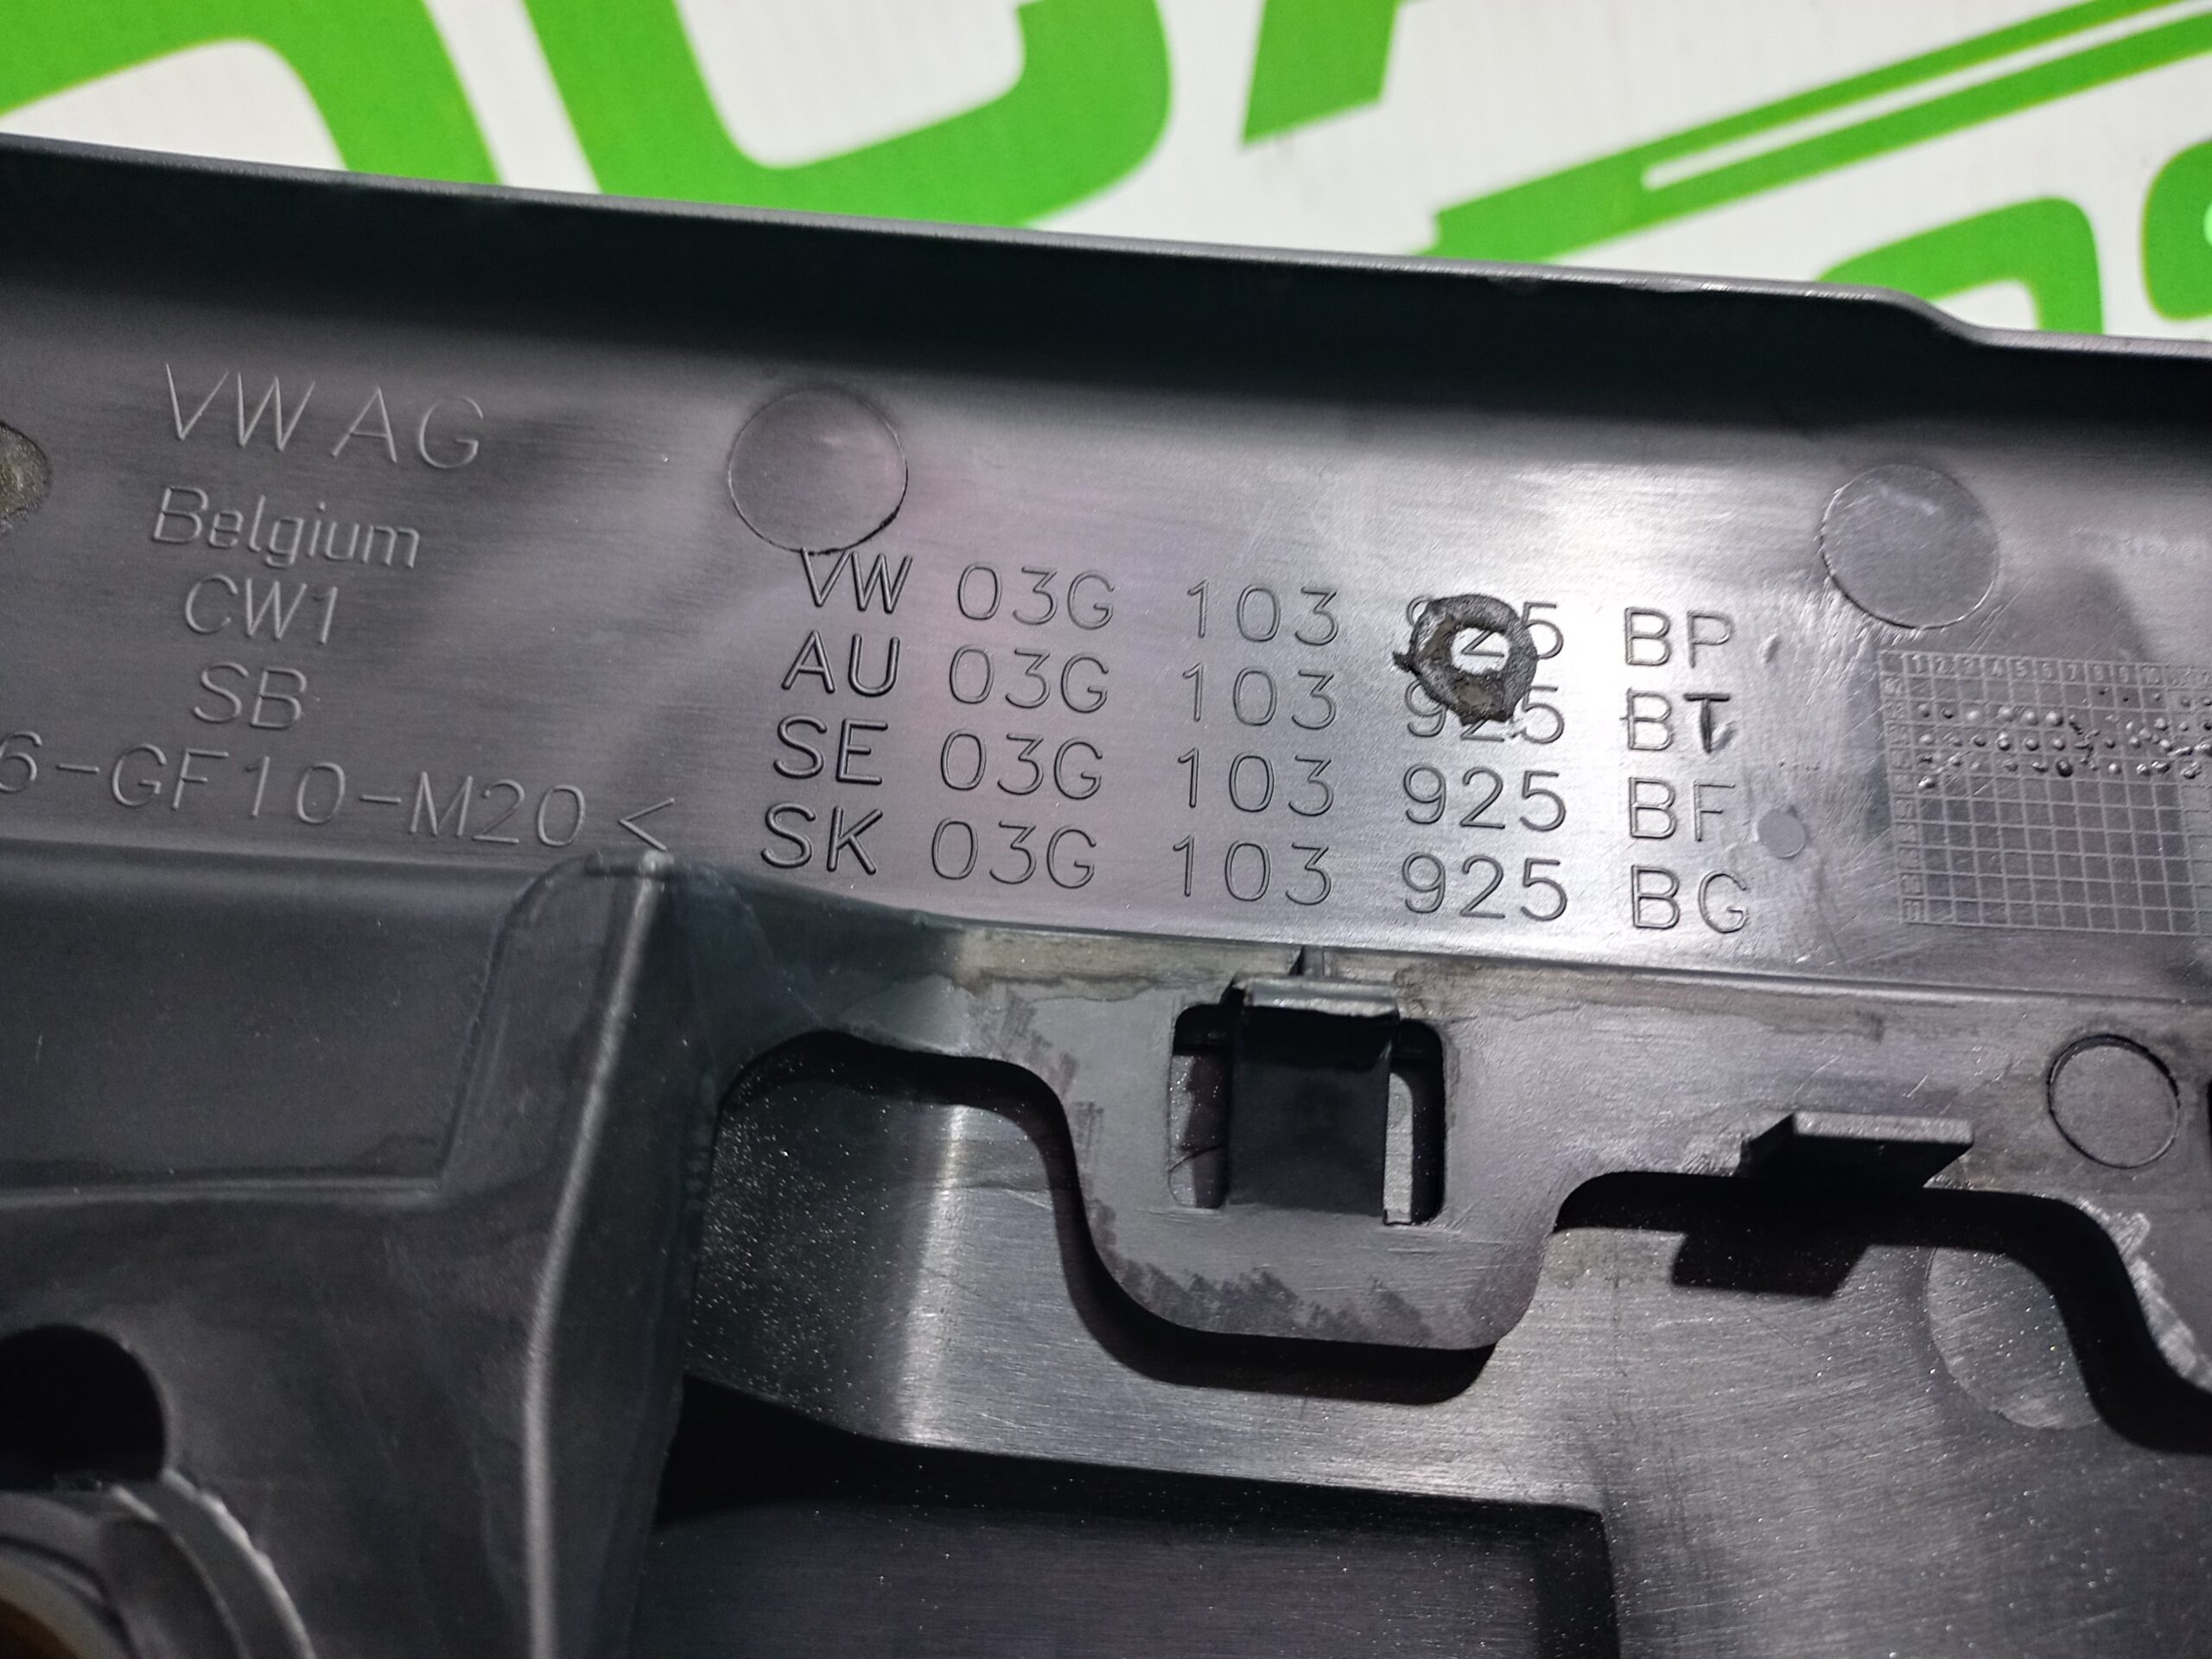 VW AG
Belgium
CW1
SB
6-GF10-M20<
VW 03G 103 925 BP
AU 03G 103 925 BT
SE 03G 103 925 BF
SK 03G 103 925 BG